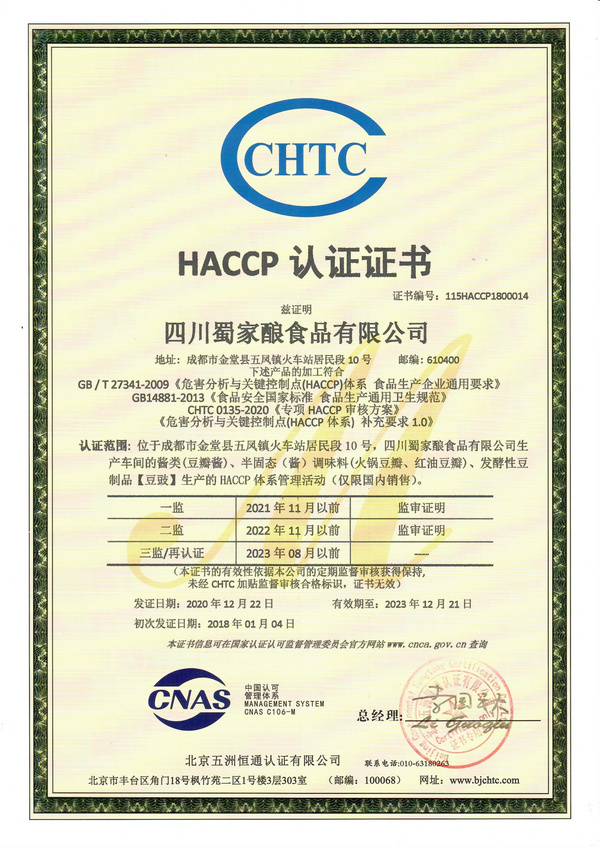 CHTC
HACCP 认证证书
证书编号：115HACCP1800014
兹证明
四川蜀家酿食品有限公司
地址：成都市金堂县五凤镇火车站居民段 10 号 邮编：610400
下述产品的加工符合
GB / T 27341-2009《危害分析与关键控制点(HACCP)体系 食品生产企业通用要求》
GB14881-2013《食品安全国家标准 食品生产通用卫生规范》
CHTC 0135-2020《专项 HACCP 审核方案》
《危害分析与关键控制点(HACCP 体系) 补充要求 1.0》
认证范围：位于成都市金堂县五凤镇火车站居民段 10 号，四川蜀家酿食品有限公司生
产车间的酱类(豆瓣酱)、半固态（酱）调味料(火锅豆瓣、红油豆瓣)、发酵性豆
制品【豆豉】生产的 HACCP 体系管理活动（仅限国内销售）。
一监 2021 年 11 月以前 监审证明
二监 2022 年 11 月以前 监审证明
三监/再认证 2023 年 08 月以前 ----
（本证书的有效性依据本公司的定期监督审核获得保持,
未经 CHTC 加贴监督审核合格标识，证书无效）
发证日期：2020 年 12 月 22 日 有效期至：2023 年 12 月 21 日
初次发证日期：2018 年 01 月 04 日
本证书信息可在国家认证认可监督管理委员会官方网站 www.cnca.gov.cn 查询
CNAS
中国认可
管理体系
MANAGEMENT SYSTEM
CNAS C106-M
总经理：
北京五洲恒通认证有限公司 联系电话:010-63180263
北京市丰台区角门18号枫竹苑二区1号楼3层303室 （邮编：100068） 网址：www.bjchtc.com